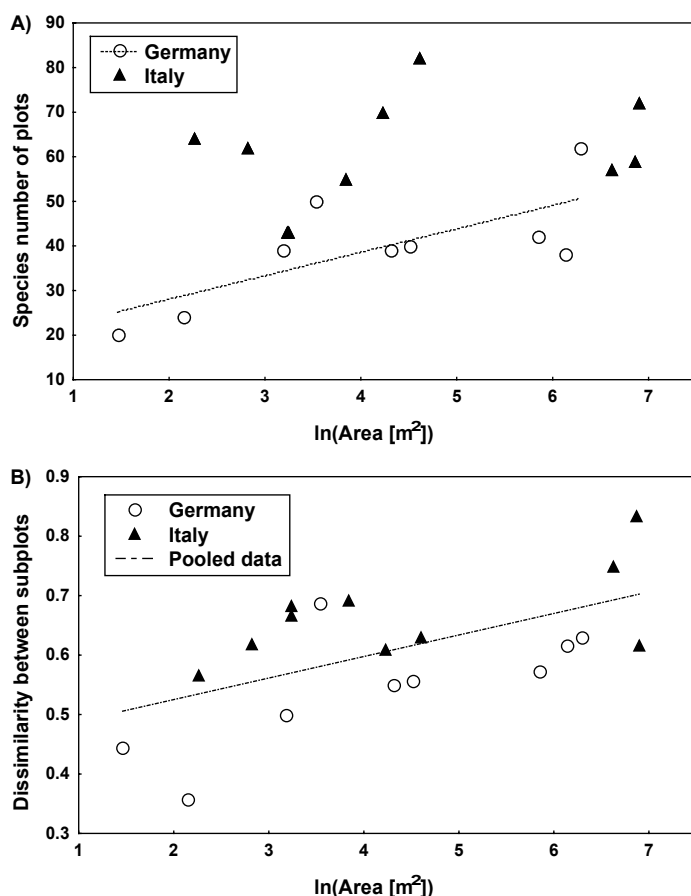 A)
Species number of plots
90
80
70
60
50
40
30
20
10
Germany
Italy
1 2 3 4 5 6 7
ln(Area [m²])
B)
Dissimilarity between subplots
0.9
0.8
0.7
0.6
0.5
0.4
0.3
Germany
Italy
Pooled data
1 2 3 4 5 6 7
ln(Area [m²])